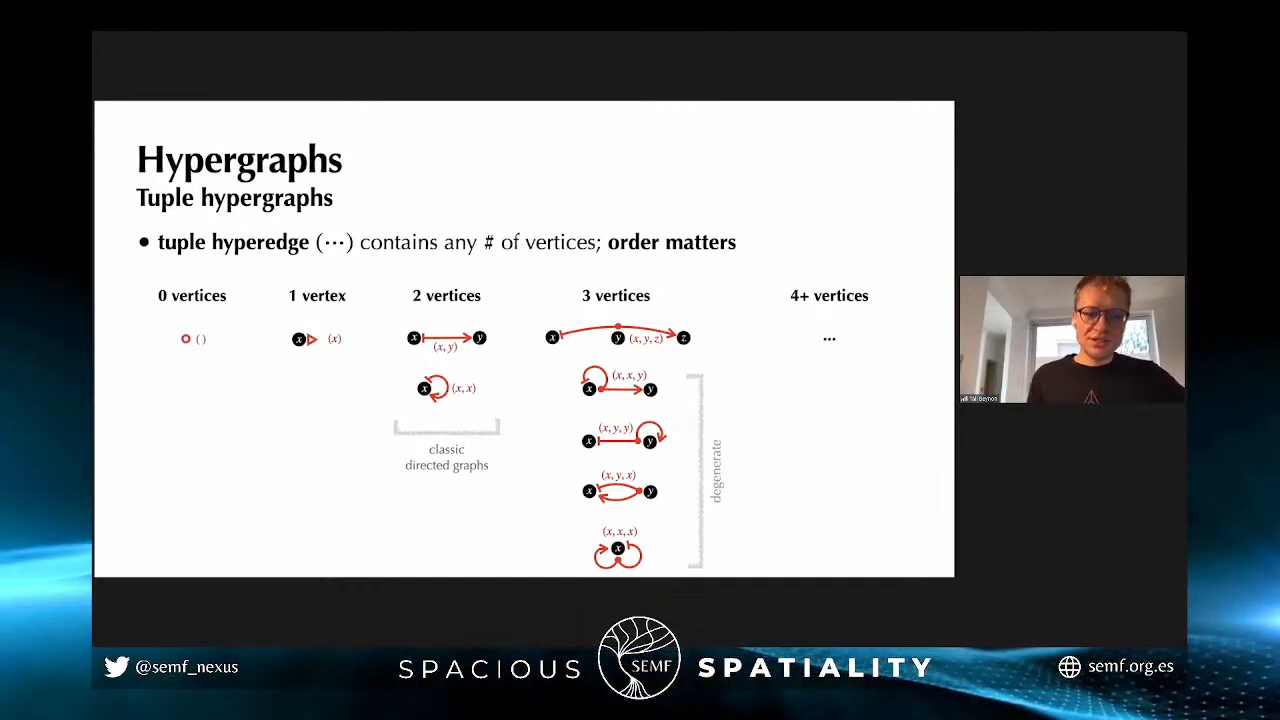 Hypergraphs
Tuple hypergraphs
• tuple hyperedge (⋯) contains any # of vertices; order matters
0 vertices 1 vertex 2 vertices 3 vertices 4+ vertices
( ) x (x) x y (x, y) x y (x, y, z) z ...
x (x, x) x (x, x, y) y
x (x, y, y) y
classic
directed graphs
x (x, y, x) y
(x, x, x)
x
degenerate
@semf_nexus SPACIOUS SEMF SPATIALITY semf.org.es